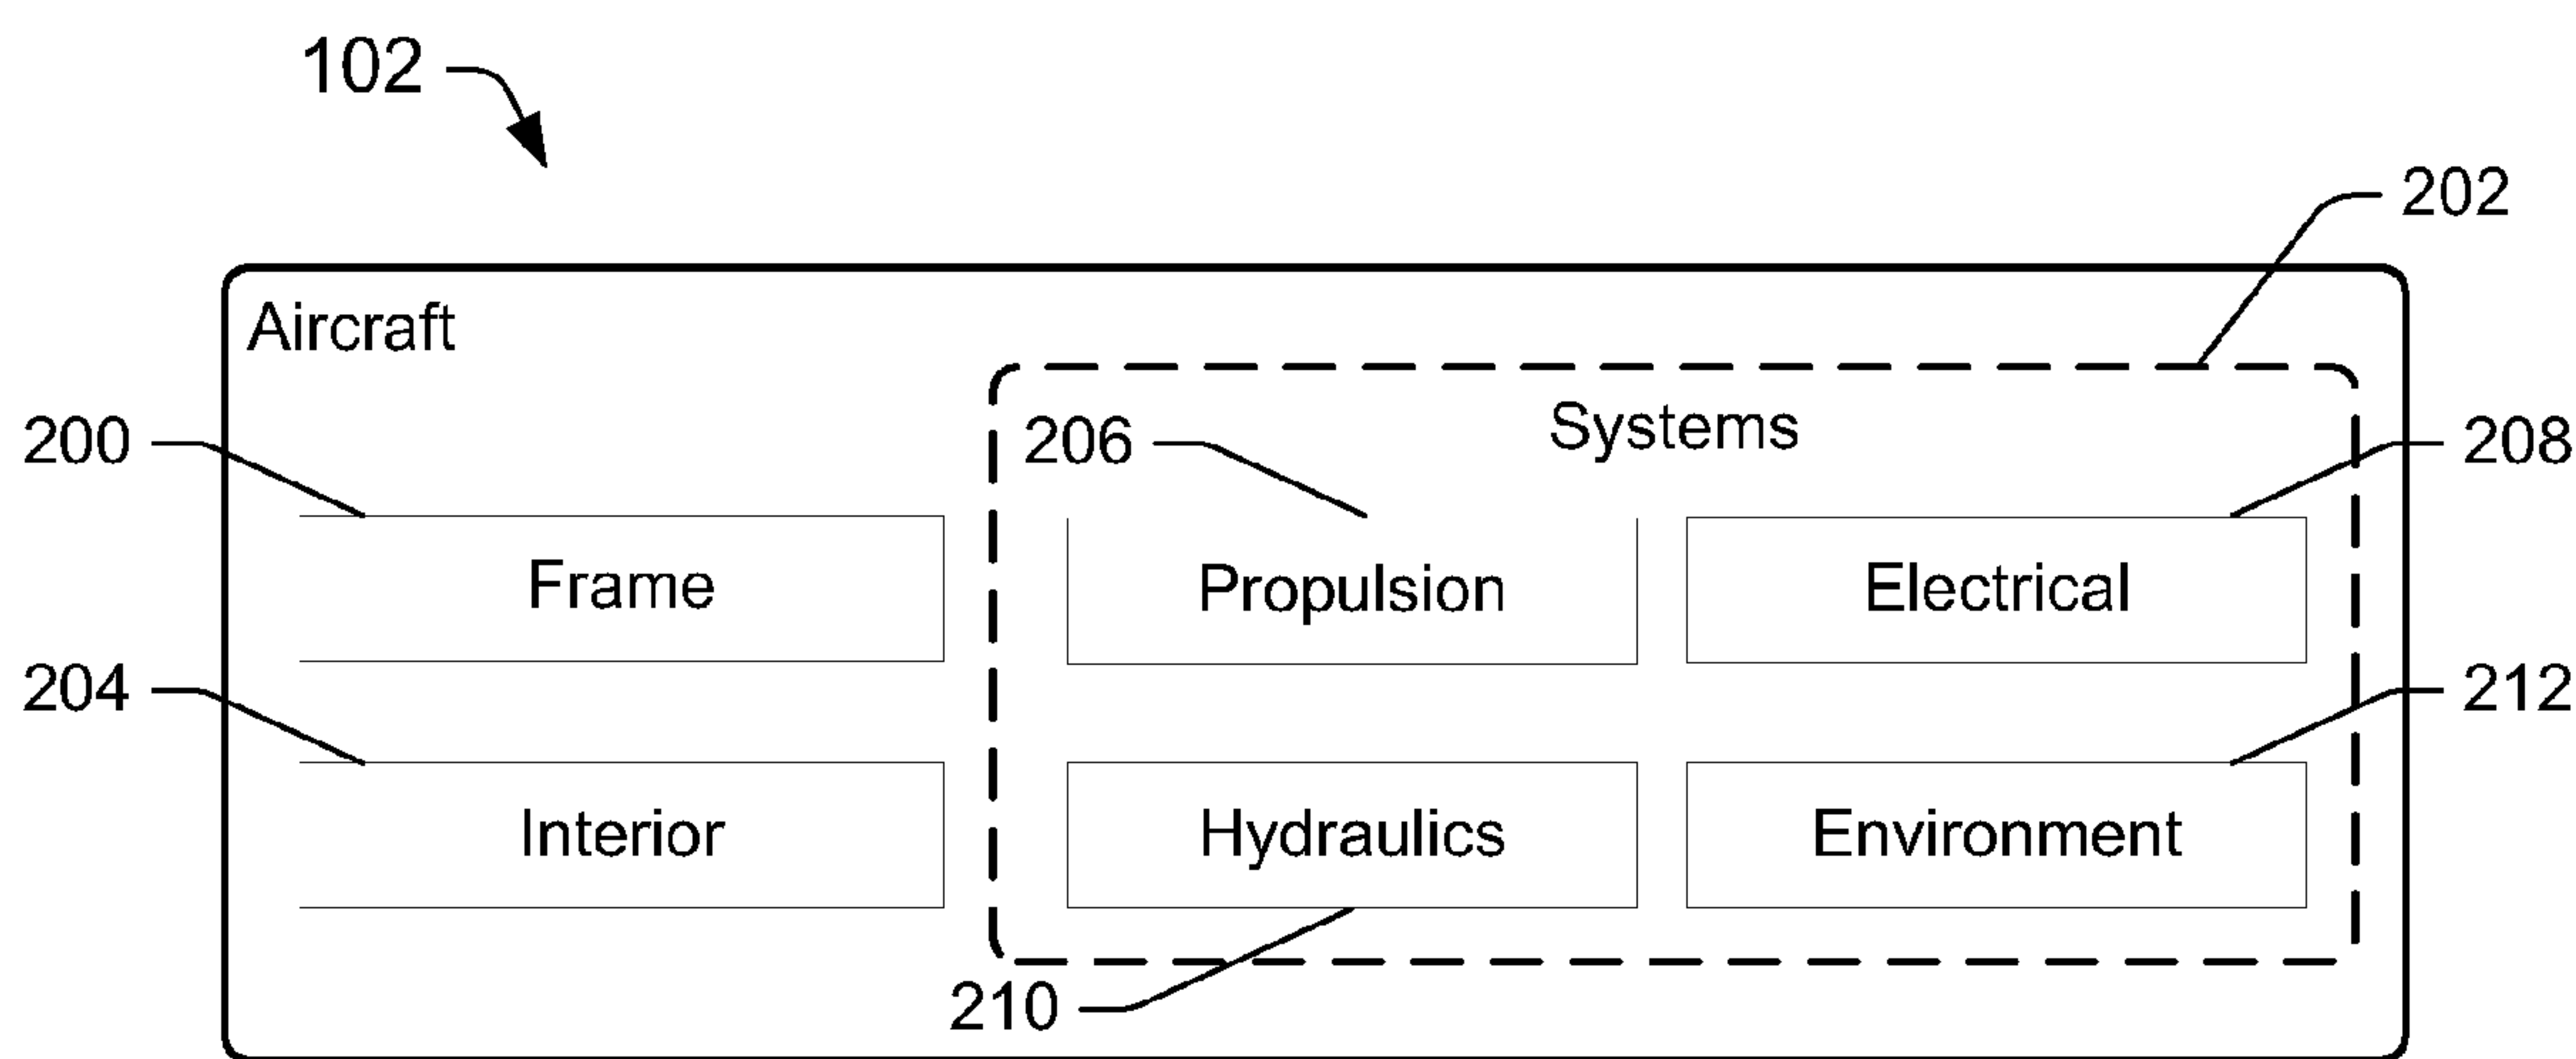 102
202
Aircraft
Systems
200
206
208
Frame
Propulsion
Electrical
204
212
Interior
Hydraulics
Environment
210